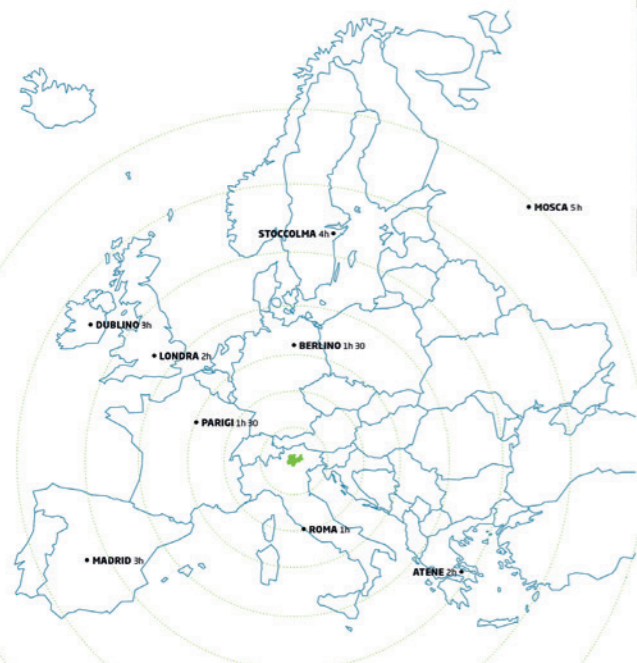 MOSCA 5h
STOCCOLMA 4h
DUBLINO 3h
BERLINO 1h 30
LONDRA 2h
PARIGI 1h 30
ROMA 1h
MADRID 3h
ATENE 2h